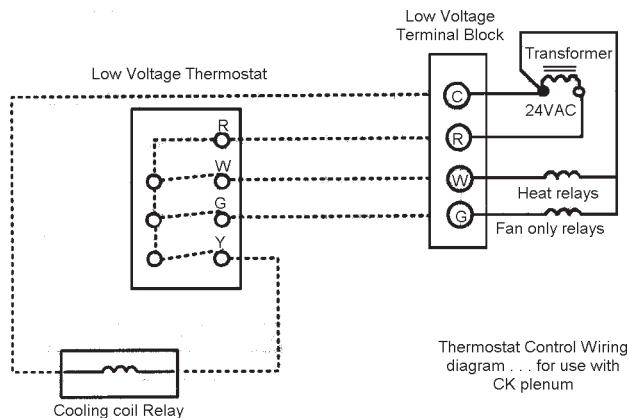 Low Voltage
Terminal Block
Transformer
Low Voltage Thermostat
C
24VAC
R
R
W
W
Heat relays
G
G
Fan only relays
Y
Thermostat Control Wiring
diagram . . . for use with
CK plenum
Cooling coil Relay